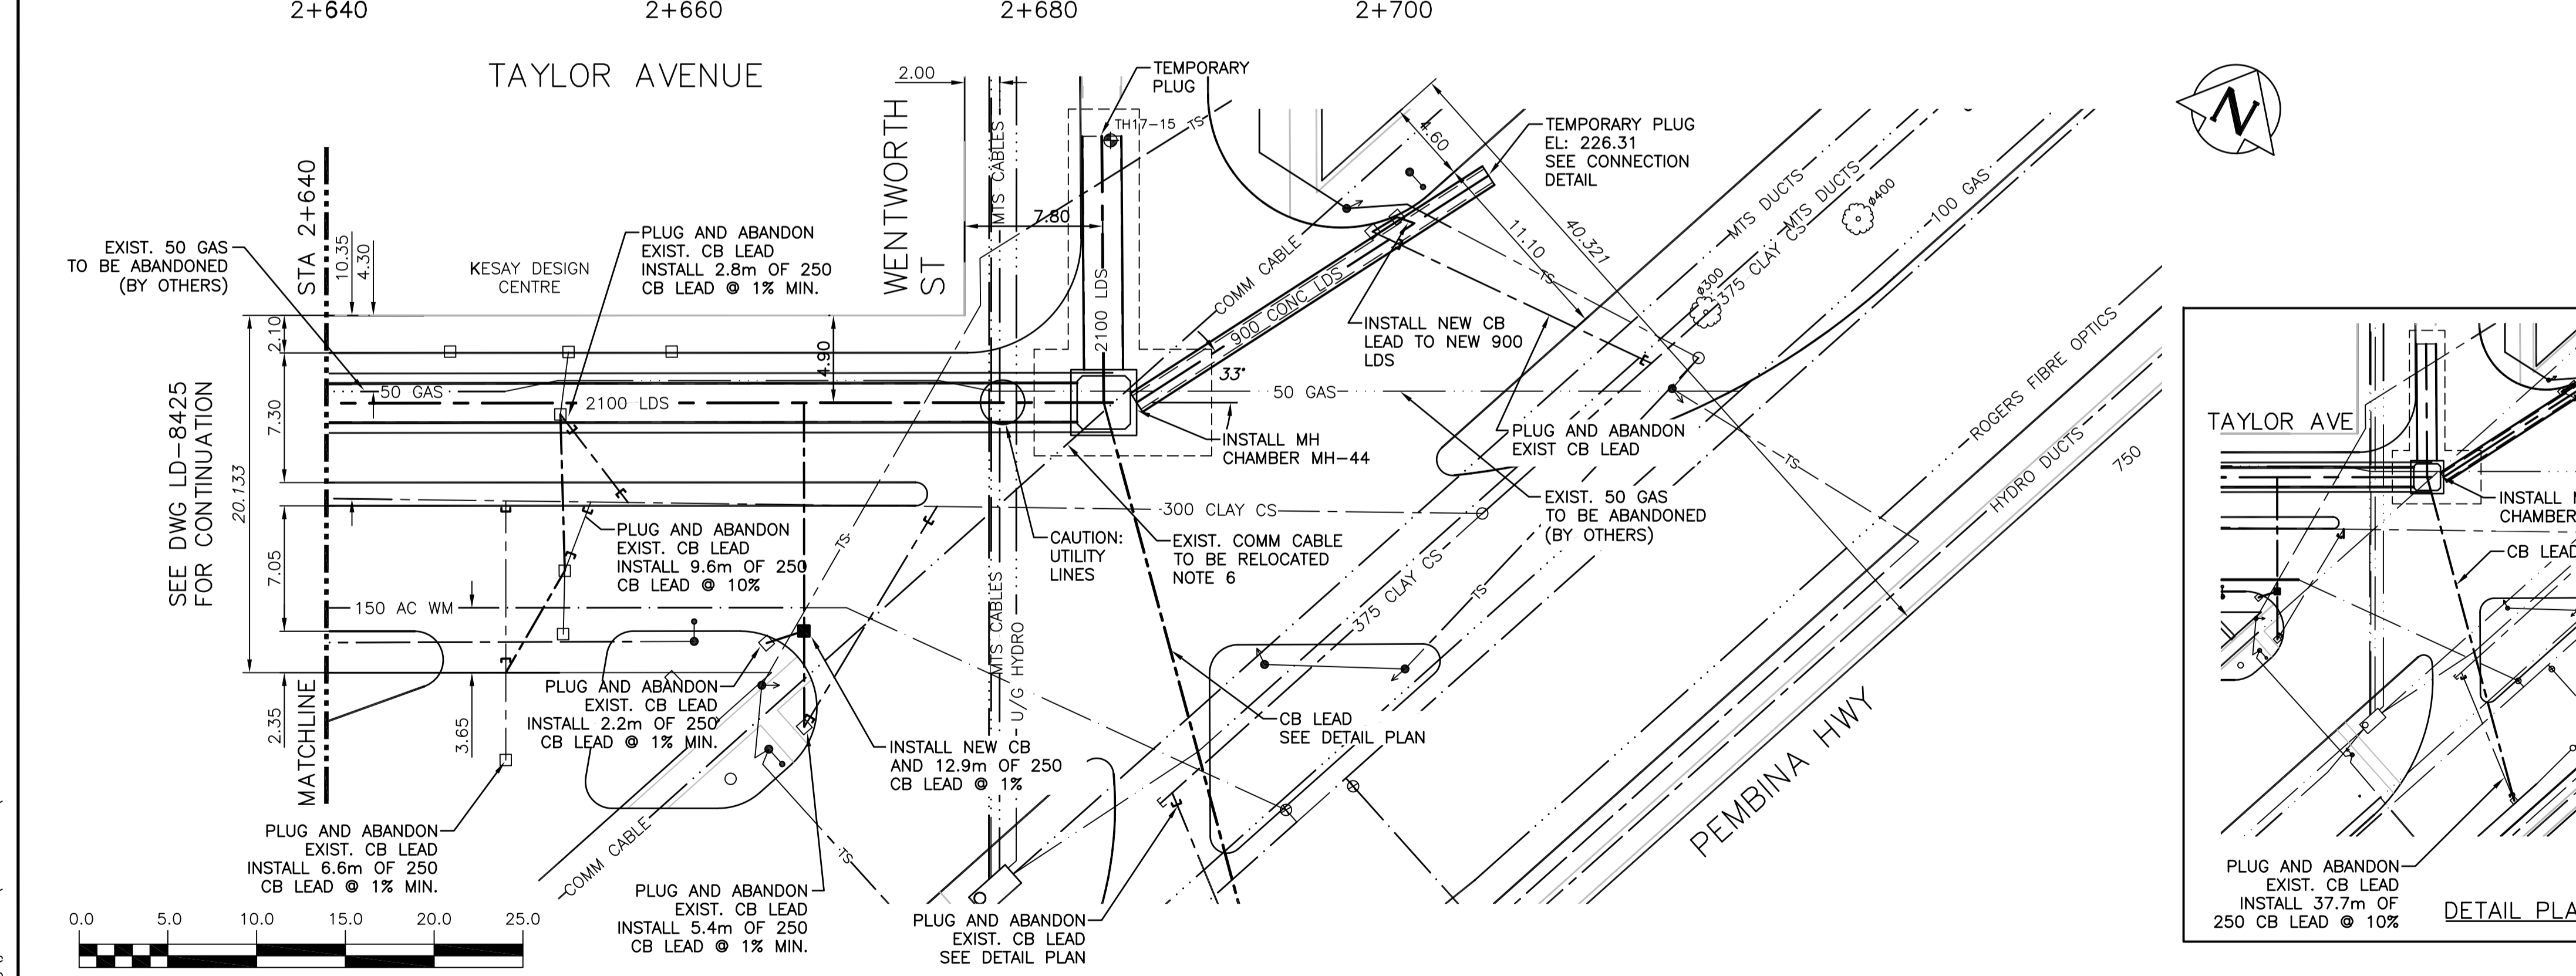 2+640
2+660
2+680
2+700
TAYLOR AVENUE
2.00
WENTWORTH
ST
MTS CABLES
TEMPORARY
PLUG
TH17-15
TS
4.60
TEMPORARY PLUG
EL: 226.31
SEE CONNECTION
DETAIL
N
STA 2+640
10.35
4.30
EXIST. 50 GAS
TO BE ABANDONED
(BY OTHERS)
KESAY DESIGN
CENTRE
PLUG AND ABANDON
EXIST. CB LEAD
INSTALL 2.8m OF 250
CB LEAD @ 1% MIN.
7.80
2100 LDS
COMM CABLE
900 CONC LDS
11.10
40.321
TS
MTS DUCTS
MTS DUCTS
375 CLAY CS
ø400
ø300
100 GAS
INSTALL NEW CB
LEAD TO NEW 900
LDS
2.10
4.90
50 GAS
2100 LDS
33°
50 GAS
ROGERS FIBRE OPTICS
HYDRO DUCTS
750
SEE DWG LD-8425
FOR CONTINUATION
7.30
20.133
INSTALL MH
CHAMBER MH-44
PLUG AND ABANDON
EXIST CB LEAD
TS
EXIST. 50 GAS
TO BE ABANDONED
(BY OTHERS)
300 CLAY CS
PLUG AND ABANDON
EXIST. CB LEAD
INSTALL 9.6m OF 250
CB LEAD @ 10%
TS
CAUTION:
UTILITY
LINES
EXIST. COMM CABLE
TO BE RELOCATED
NOTE 6
7.05
150 AC WM
MTS CABLES
U/G HYDRO
375 CLAY CS
TS
MATCHLINE
2.35
3.65
PLUG AND ABANDON
EXIST. CB LEAD
INSTALL 2.2m OF 250
CB LEAD @ 1% MIN.
INSTALL NEW CB
AND 12.9m OF 250
CB LEAD @ 1%
CB LEAD
SEE DETAIL PLAN
PEMBINA HWY
PLUG AND ABANDON
EXIST. CB LEAD
INSTALL 6.6m OF 250
CB LEAD @ 1% MIN.
COMM CABLE
TS
PLUG AND ABANDON
EXIST. CB LEAD
INSTALL 5.4m OF 250
CB LEAD @ 1% MIN.
PLUG AND ABANDON
EXIST. CB LEAD
SEE DETAIL PLAN
0.0 5.0 10.0 15.0 20.0 25.0
TAYLOR AVE
INSTALL
CHAMBER
CB LEAD
PLUG AND ABANDON
EXIST. CB LEAD
INSTALL 37.7m OF
250 CB LEAD @ 10%
DETAIL PLA